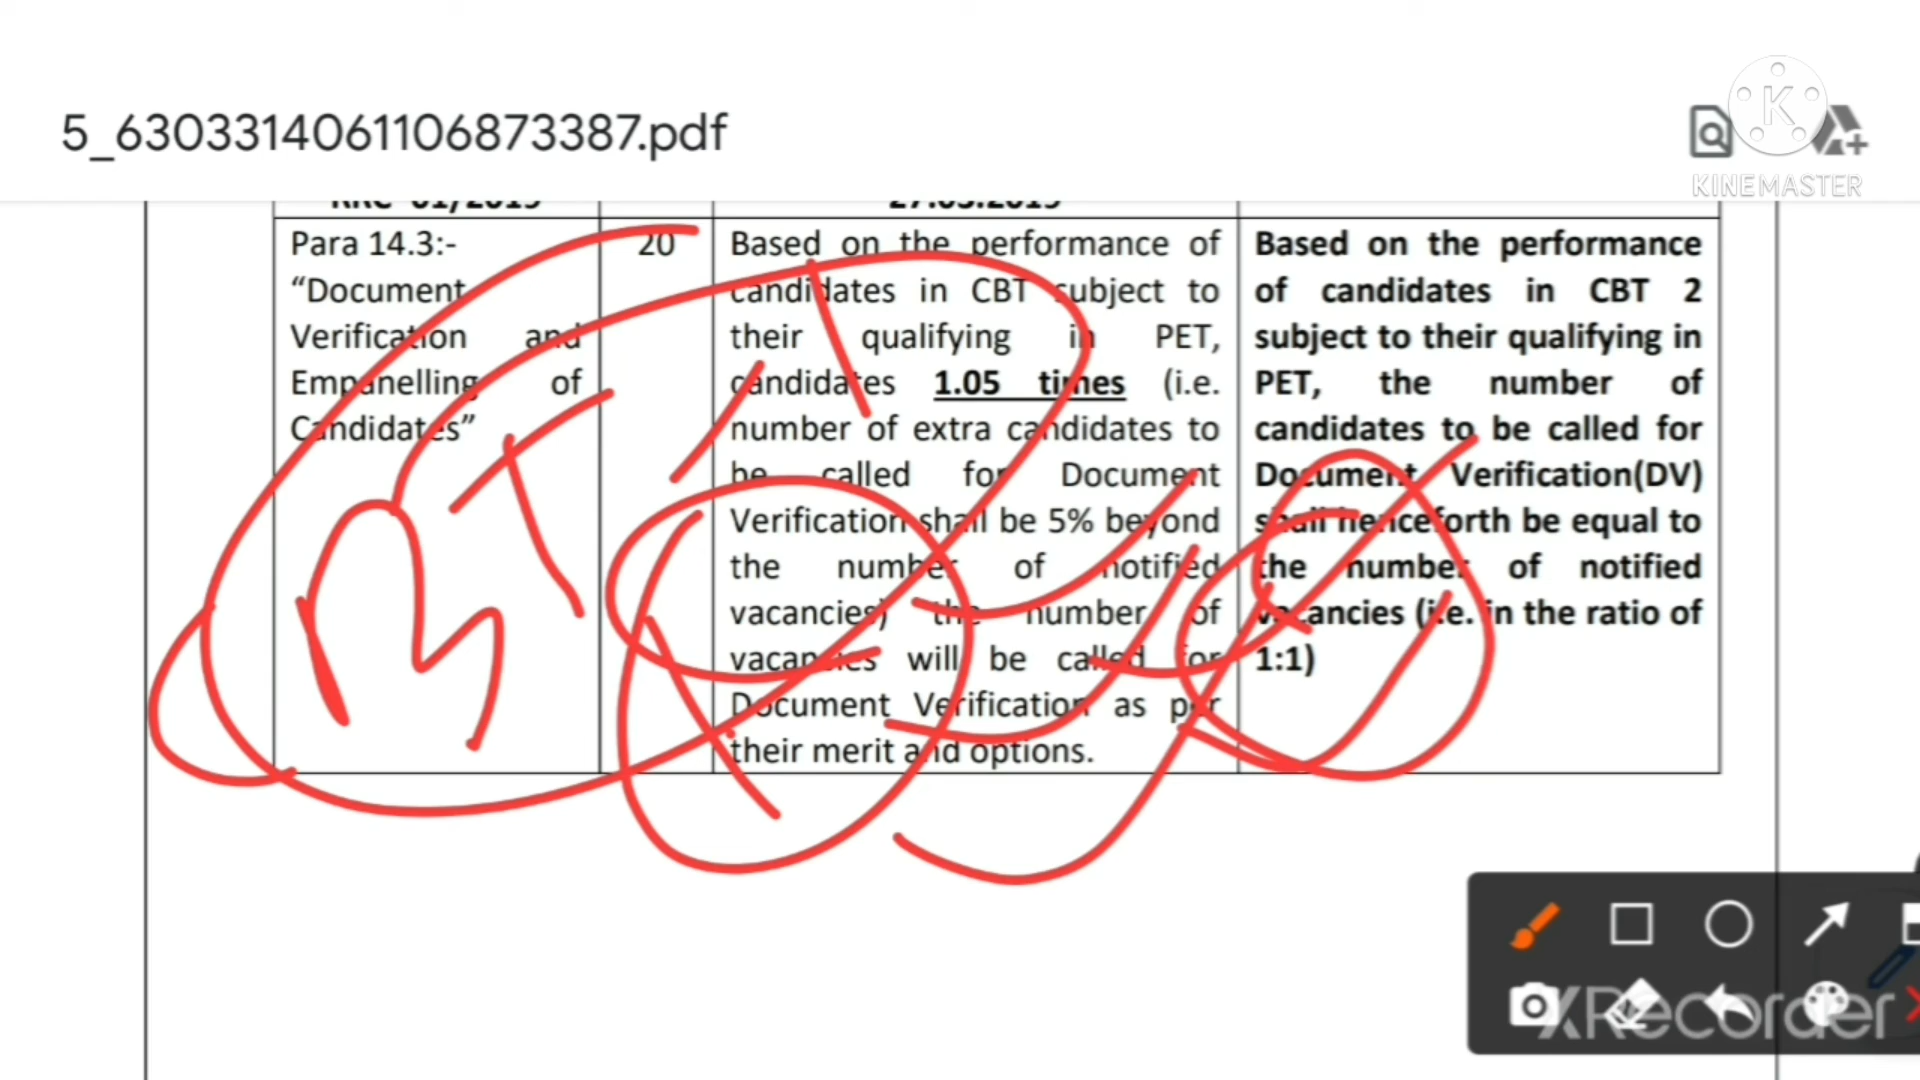 5_6303314061106873387.pdf
KINEMASTER
Para 14.3:-
“Document
Verification and
Empanelling of
Candidates”
20
Based on the performance of
candidates in CBT subject to
their qualifying in PET,
candidates 1.05 times (i.e.
number of extra candidates to
be called for Document
Verification shall be 5% beyond
the number of notified
vacancies) the number of
vacancies will be called for
Document Verification as per
their merit and options.
Based on the performance
of candidates in CBT 2
subject to their qualifying in
PET, the number of
candidates to be called for
Document Verification(DV)
shall henceforth be equal to
the number of notified
vacancies (i.e. in the ratio of
1:1)
XRecorder